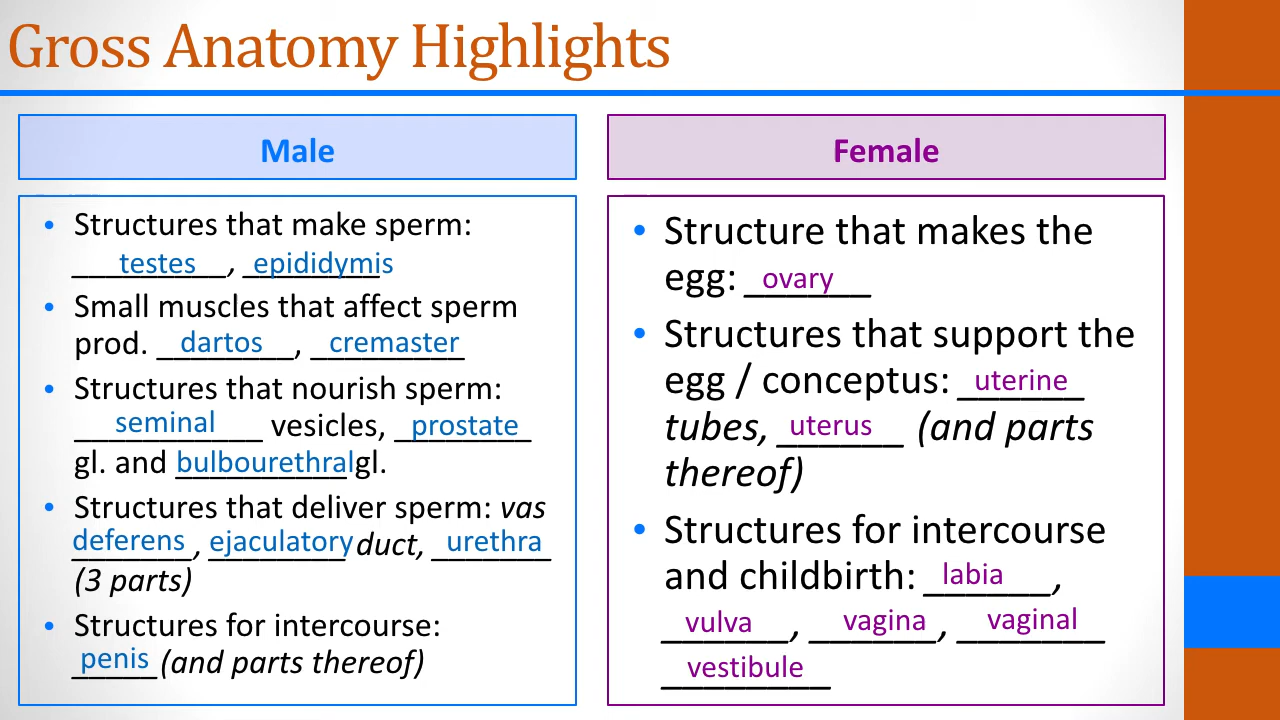 Gross Anatomy Highlights
Male
• Structures that make sperm:
testes, epididymis
• Small muscles that affect sperm
prod. dartos, cremaster
• Structures that nourish sperm:
seminal vesicles, prostate
gl. and bulbourethral gl.
• Structures that deliver sperm: vas
deferens, ejaculatory duct, urethra
(3 parts)
• Structures for intercourse:
penis (and parts thereof)
Female
• Structure that makes the
egg: ovary
• Structures that support the
egg / conceptus: uterine
tubes, uterus (and parts
thereof)
• Structures for intercourse
and childbirth: labia,
vulva, vagina, vaginal
vestibule